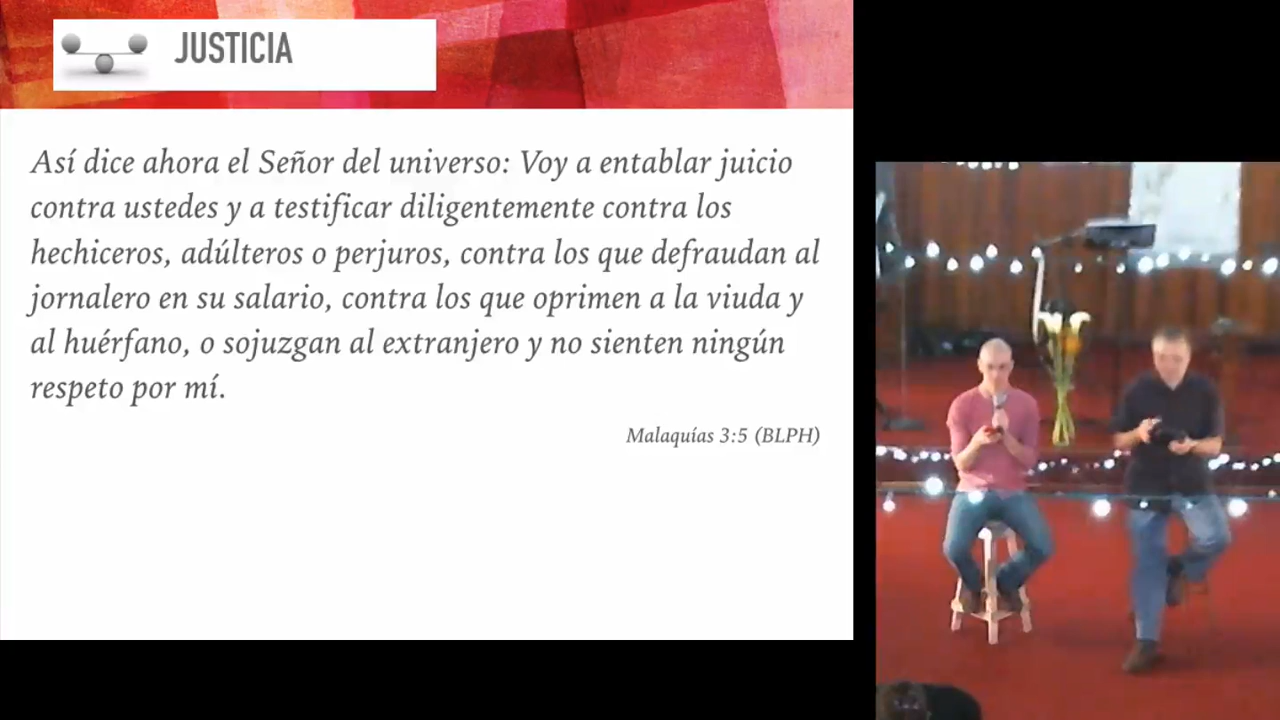 JUSTICIA
Así dice ahora el Señor del universo: Voy a entablar juicio
contra ustedes y a testificar diligentemente contra los
hechiceros, adúlteros o perjuros, contra los que defraudan al
jornalero en su salario, contra los que oprimen a la viuda y
al huérfano, o sojuzgan al extranjero y no sienten ningún
respeto por mí.
Malaquías 3:5 (BLPH)